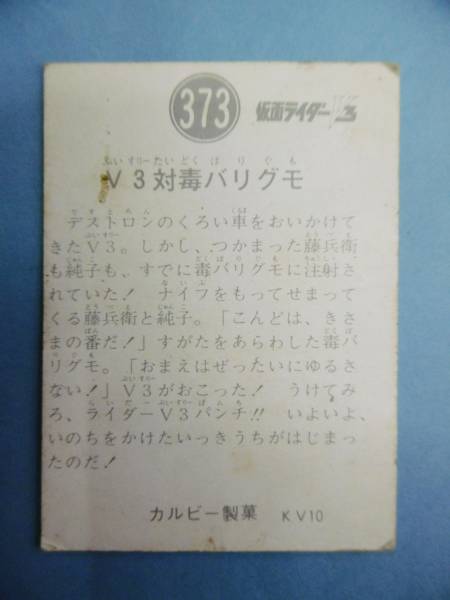 373 仮面ライダーV3
V3対毒バリグモ
デストロンのくろい車をおいかけて
きたV3。しかし、つかまった藤兵衛
も純子も、すでに毒バリグモに注射さ
れていた! ナイフをもってせまって
くる藤兵衛と純子。「こんどは、きさ
まの番だ!」すがたをあらわした毒バ
リグモ。「おまえはぜったいにゆるさ
ない!」V3がおこった! うけてみ
ろ、ライダーV3パンチ!! いよいよ、
いのちをかけたいっきうちがはじまっ
たのだ!
カルビー製菓 KV10